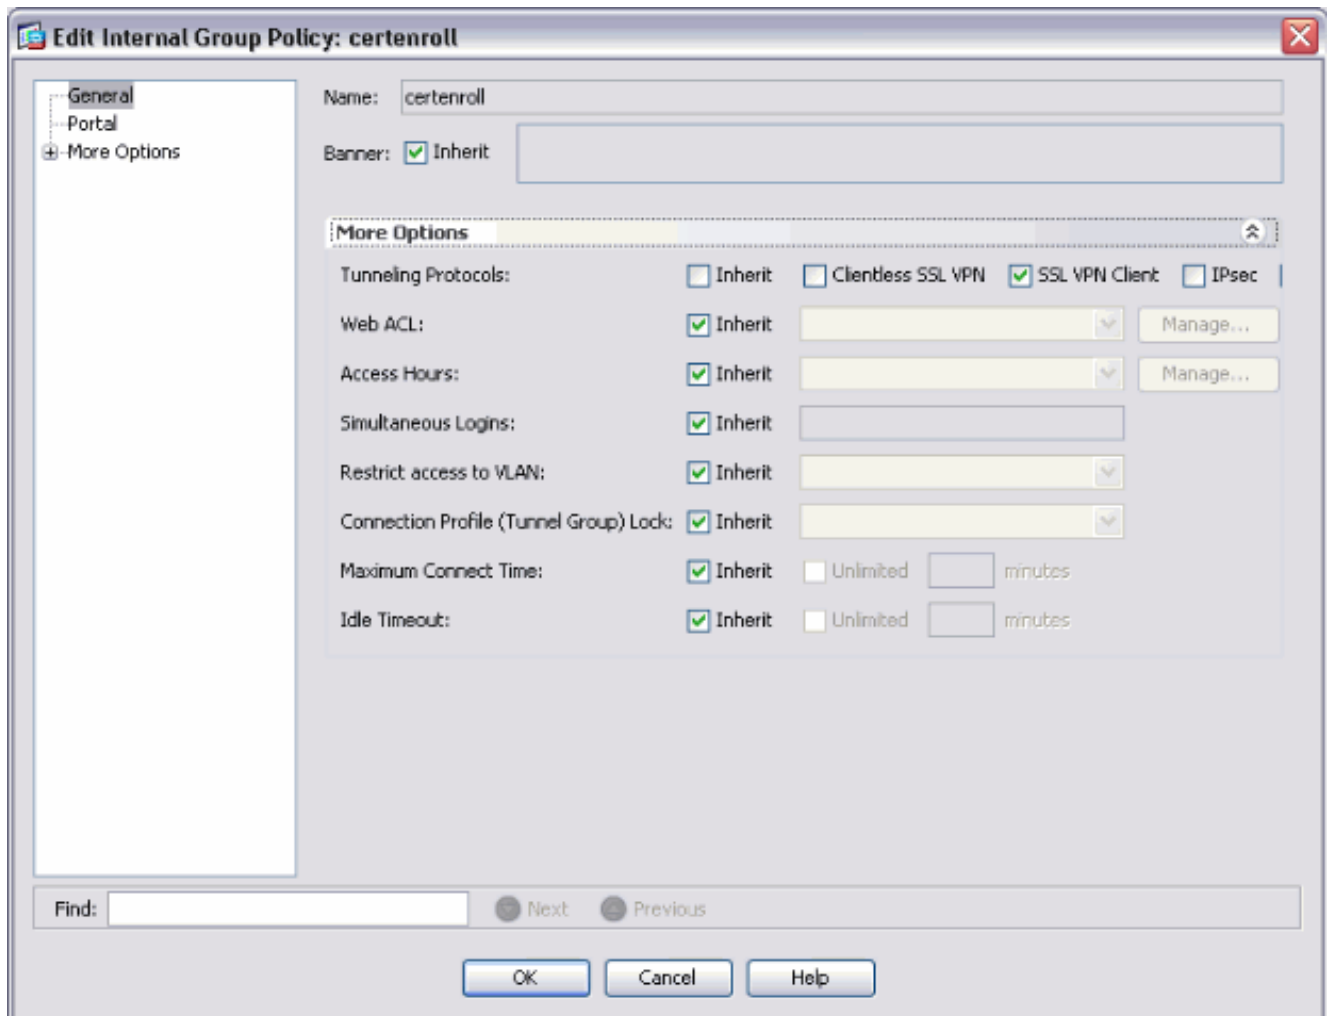 Edit Internal Group Policy: certenroll
General
Portal
More Options
Name: certenroll
Banner: Inherit
More Options
Tunneling Protocols: Inherit Clientless SSL VPN SSL VPN Client IPsec
Web ACL: Inherit Manage...
Access Hours: Inherit Manage...
Simultaneous Logins: Inherit
Restrict access to VLAN: Inherit
Connection Profile (Tunnel Group) Lock: Inherit
Maximum Connect Time: Inherit Unlimited minutes
Idle Timeout: Inherit Unlimited minutes
Find: Next Previous
OK Cancel Help